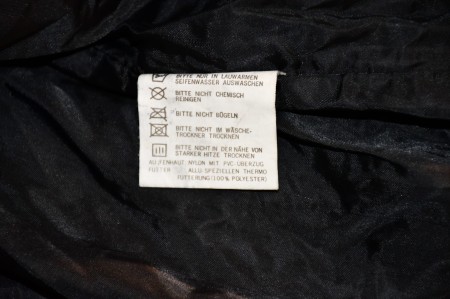 BITTE NUR IN LAUWARMEN
SEIFENWASSER AUSWASCHEN
BITTE NICHT CHEMISCH
REINIGEN
BITTE NICHT BÜGELN
BITTE NICHT IM WÄSCHE-
TROCKNER TROCKNEN
BITTE NICHT IN DER NÄHE VON
STARKER HITZE TROCKNEN
AUßENHAUT NYLON MIT PVC-ÜBERZUG
FUTTER ALLG SPEZIELLEN THERMO
FÜTTERUNG(100% POLYESTER)